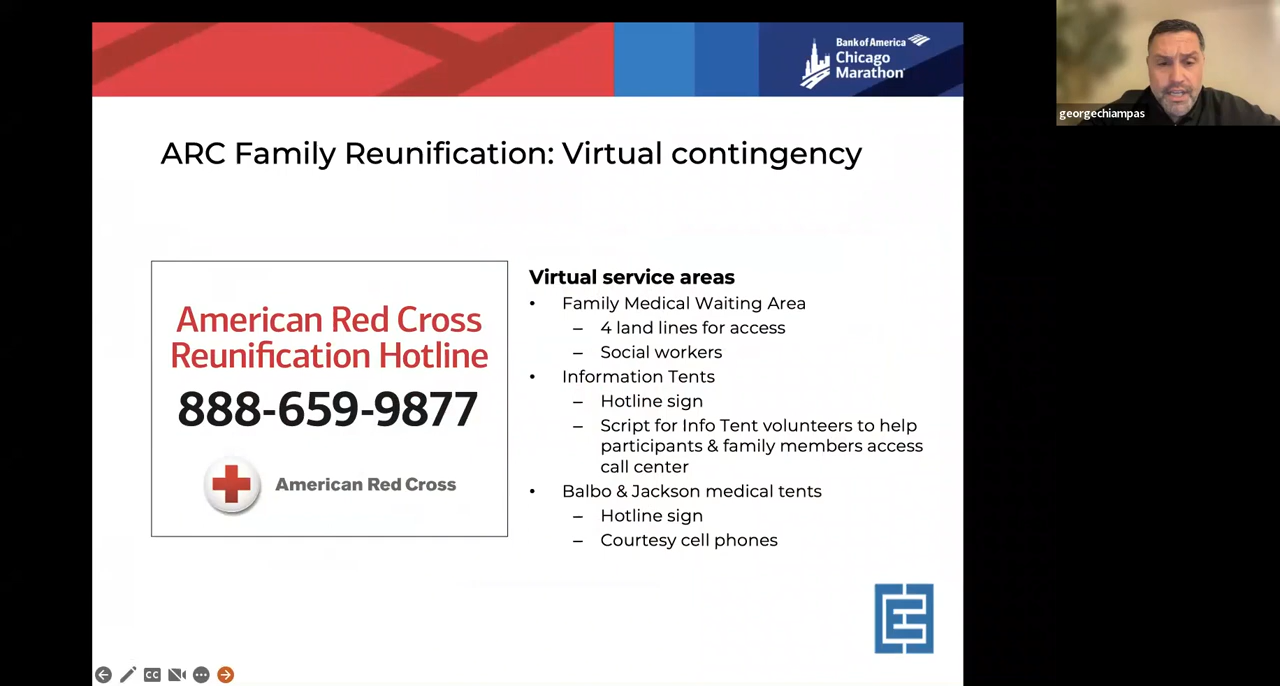 Bank of America
Chicago
Marathon
georgechiampas
ARC Family Reunification: Virtual contingency
American Red Cross
Reunification Hotline
888-659-9877
American Red Cross
Virtual service areas
• Family Medical Waiting Area
– 4 land lines for access
– Social workers
• Information Tents
– Hotline sign
– Script for Info Tent volunteers to help
participants & family members access
call center
• Balbo & Jackson medical tents
– Hotline sign
– Courtesy cell phones
CC